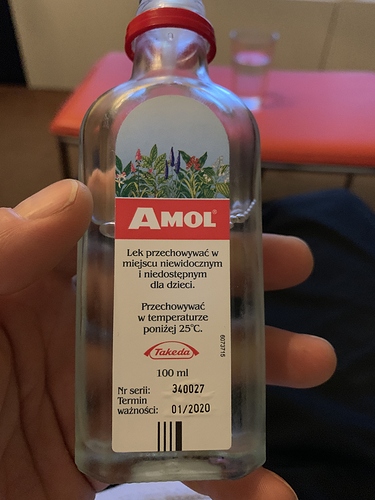 AMOL®
Lek przechowywać w
miejscu niewidocznym
i niedostępnym
dla dzieci.
Przechowywać
w temperaturze
poniżej 25°C.
Takeda
6073715
100 ml
Nr serii: 340027
Termin
ważności: 01/2020